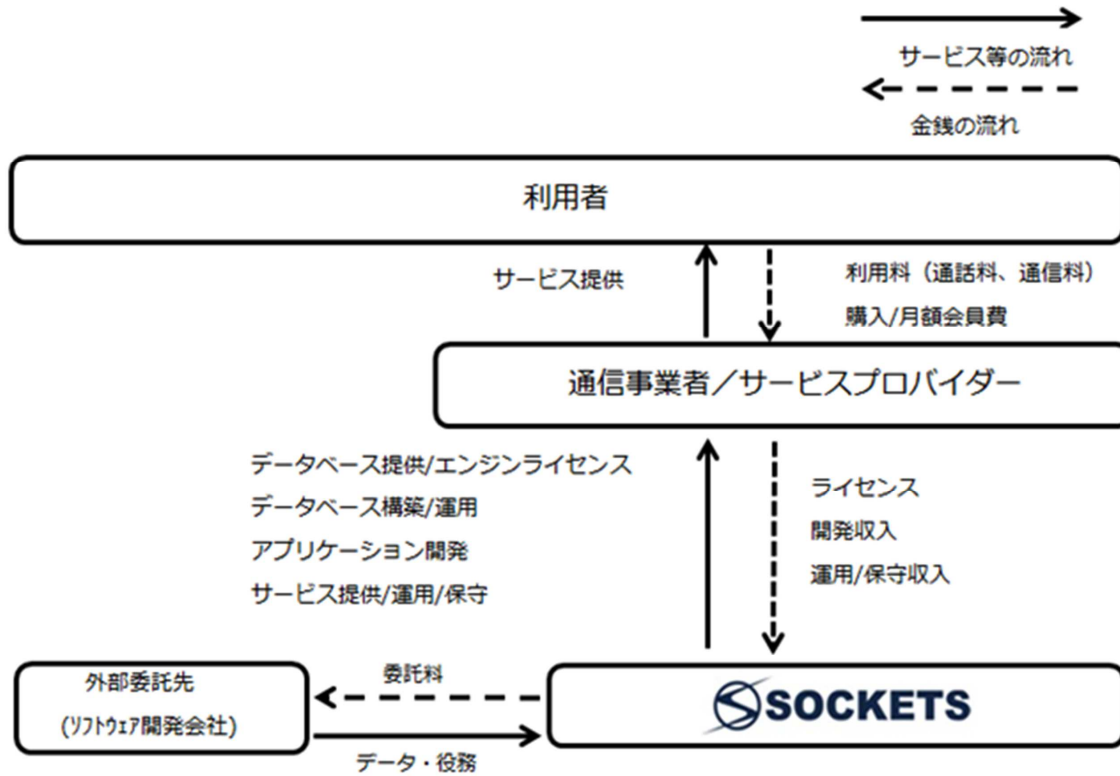 サービス等の流れ
金銭の流れ
利用者
サービス提供
利用料（通話料、通信料）
購入/月額会員費
通信事業者／サービスプロバイダー
データベース提供/エンジンライセンス
データベース構築/運用
アプリケーション開発
サービス提供/運用/保守
ライセンス
開発収入
運用/保守収入
外部委託先
(ｿﾌﾄｳｪｱ開発会社)
委託料
データ・役務
SOCKETS